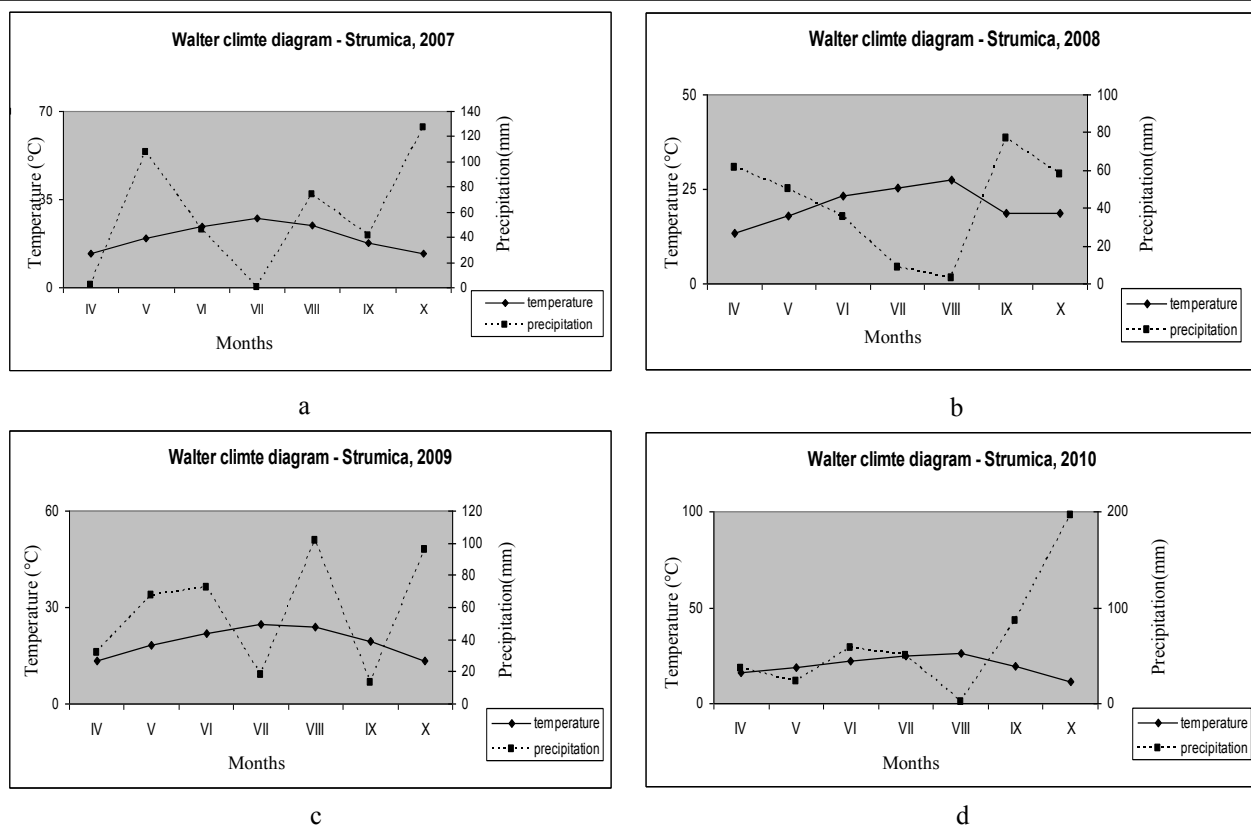 Walter climte diagram - Strumica, 2007
Temperature (°C)
70
35
0
140
120
100
80
60
40
20
0
Precipitation(mm)
IV V VI VII VIII IX X
Months
temperature
precipitation
a
Walter climte diagram - Strumica, 2008
Temperature (°C)
50
25
0
100
80
60
40
20
0
Precipitation(mm)
IV V VI VII VIII IX X
Months
temperature
precipitation
b
Walter climte diagram - Strumica, 2009
Temperature (°C)
60
30
0
120
100
80
60
40
20
0
Precipitation(mm)
IV V VI VII VIII IX X
Months
temperature
precipitation
c
Walter climte diagram - Strumica, 2010
Temperature (°C)
100
50
0
200
100
0
Precipitation(mm)
IV V VI VII VIII IX X
Months
temperature
precipitation
d